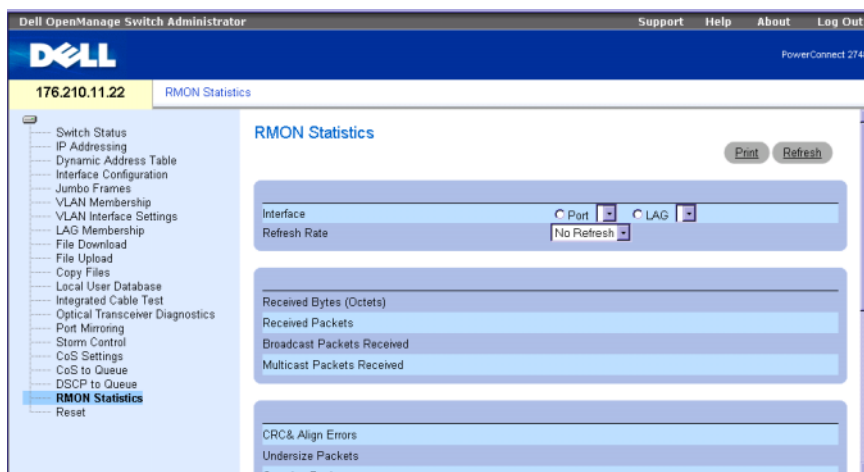 Dell OpenManage Switch Administrator
Support Help About Log Out
DELL
PowerConnect 274
176.210.11.22
RMON Statistics
Switch Status
IP Addressing
Dynamic Address Table
Interface Configuration
Jumbo Frames
VLAN Membership
VLAN Interface Settings
LAG Membership
File Download
File Upload
Copy Files
Local User Database
Integrated Cable Test
Optical Transceiver Diagnostics
Port Mirroring
Storm Control
CoS Settings
CoS to Queue
DSCP to Queue
RMON Statistics
Reset
RMON Statistics
Print Refresh
Interface Port LAG
Refresh Rate No Refresh
Received Bytes (Octets)
Received Packets
Broadcast Packets Received
Multicast Packets Received
CRC& Align Errors
Undersize Packets